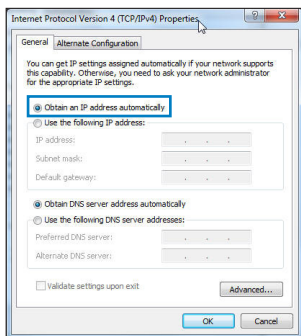 Internet Protocol Version 4 (TCP/IPv4) Properties
General
Alternate Configuration
You can get IP settings assigned automatically if your network supports
this capability. Otherwise, you need to ask your network administrator
for the appropriate IP settings.
Obtain an IP address automatically
Use the following IP address:
IP address:
Subnet mask:
Default gateway:
Obtain DNS server address automatically
Use the following DNS server addresses:
Preferred DNS server:
Alternate DNS server:
Validate settings upon exit
Advanced...
OK
Cancel